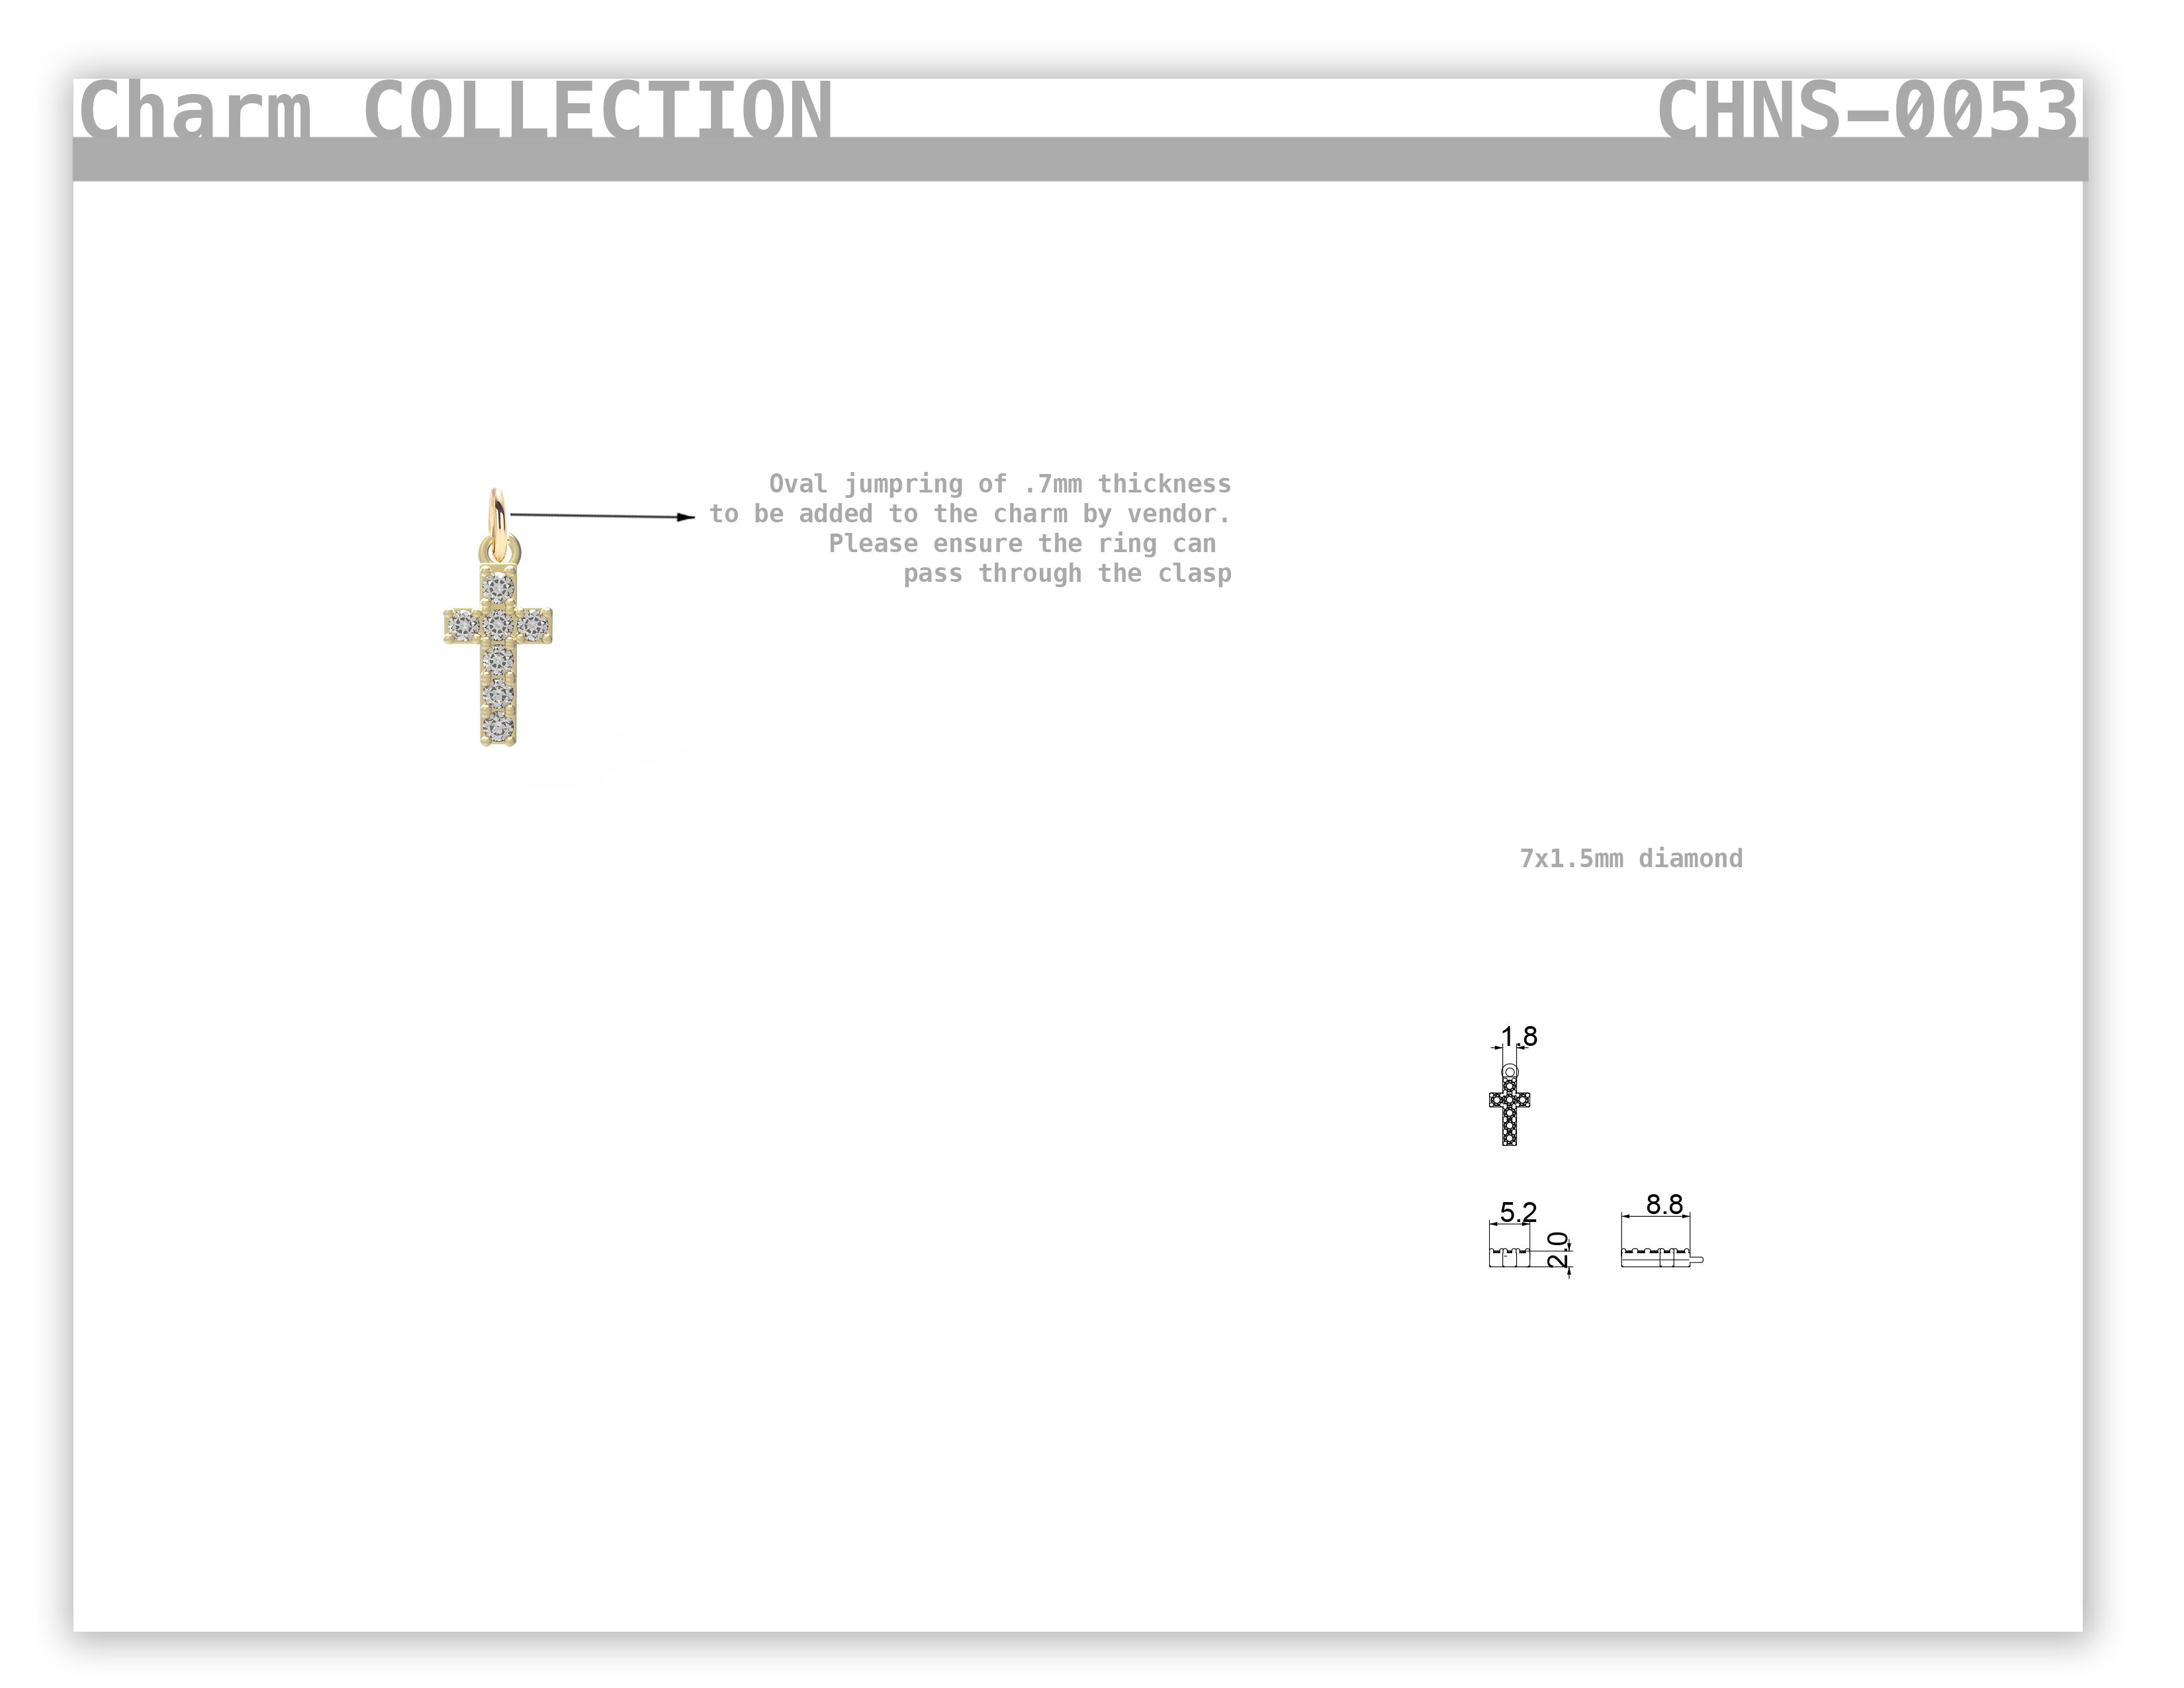 Charm COLLECTION
CHNS–0053
Oval jumpring of .7mm thickness
to be added to the charm by vendor.
Please ensure the ring can
pass through the clasp
7x1.5mm diamond
1.8
5.2
2.0
8.8